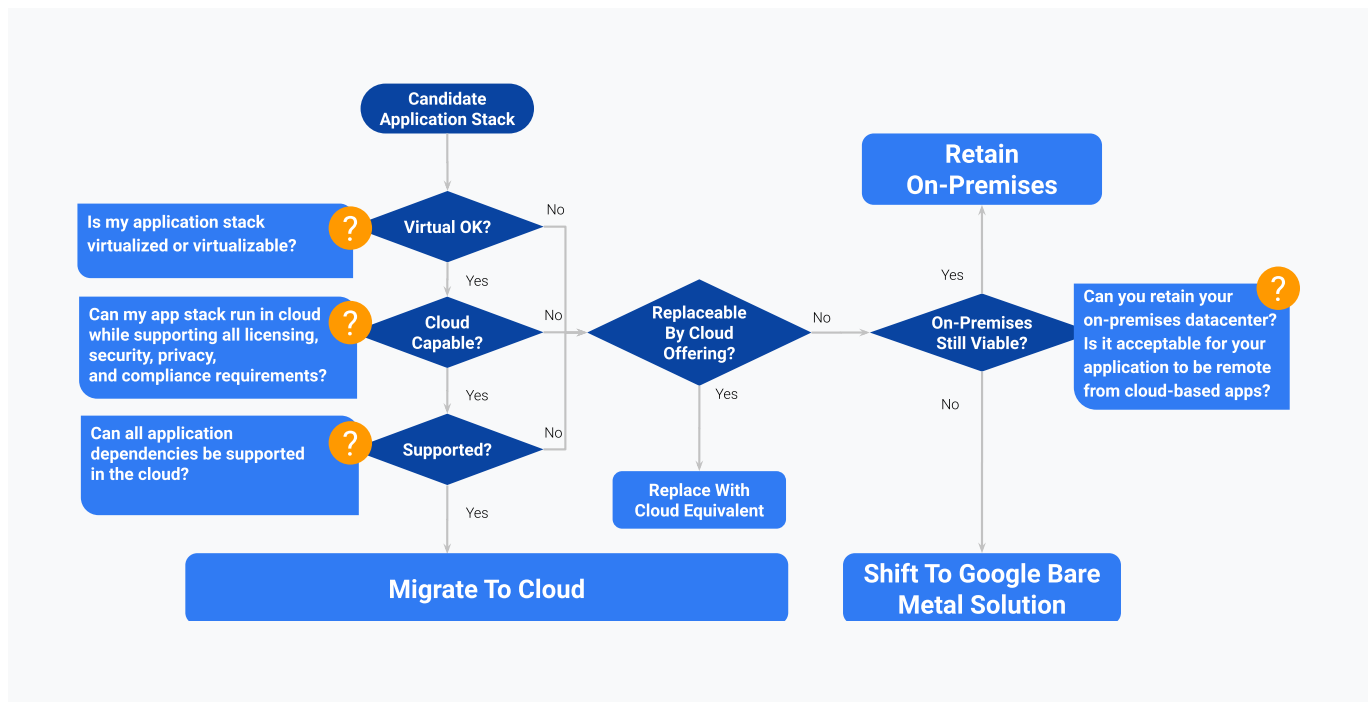 Candidate
Application Stack
Is my application stack
virtualized or virtualizable?
?
Virtual OK?
No
Yes
Can my app stack run in cloud
while supporting all licensing,
security, privacy,
and compliance requirements?
?
Cloud
Capable?
No
Yes
Can all application
dependencies be supported
in the cloud?
?
Supported?
No
Yes
Migrate To Cloud
Replaceable
By Cloud
Offering?
No
Yes
Replace With
Cloud Equivalent
Retain
On-Premises
Yes
On-Premises
Still Viable?
?
Can you retain your
on-premises datacenter?
Is it acceptable for your
application to be remote
from cloud-based apps?
No
Shift To Google Bare
Metal Solution